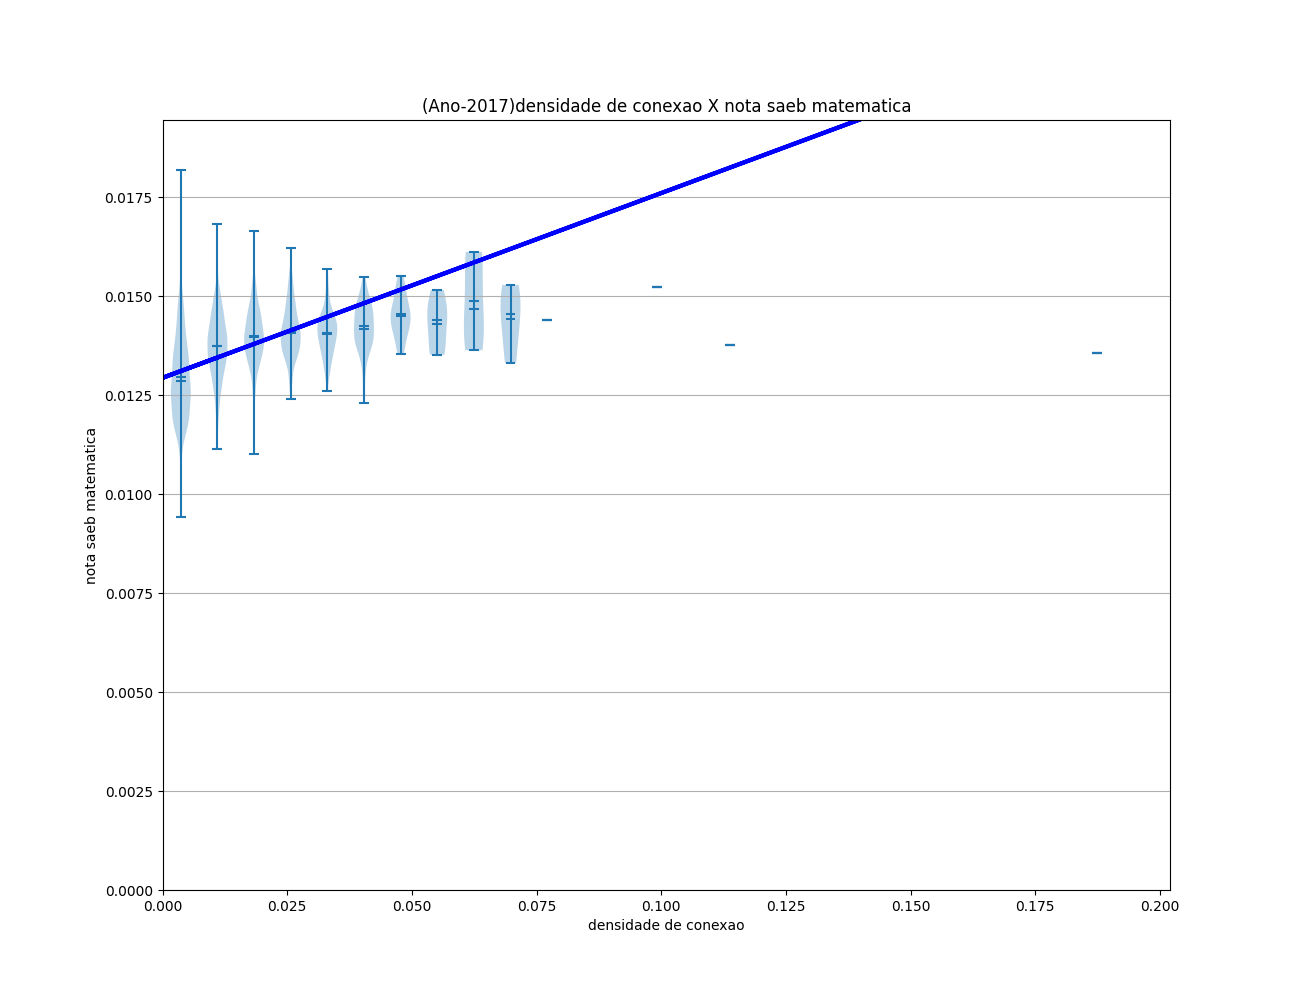 (Ano-2017)densidade de conexao X nota saeb matematica
nota saeb matematica
0.0175
0.0150
0.0125
0.0100
0.0075
0.0050
0.0025
0.0000
0.000 0.025 0.050 0.075 0.100 0.125 0.150 0.175 0.200
densidade de conexao